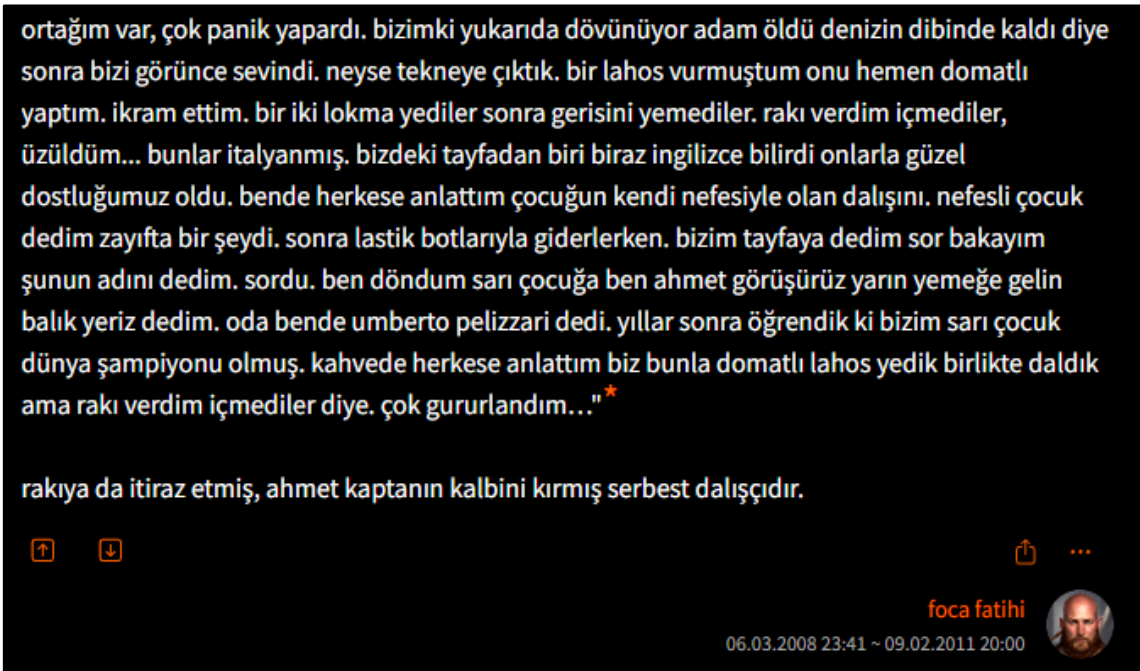 ortağım var, çok panik yapardı. bizimki yukarıda dövünüyor adam öldü denizin dibinde kaldı diye
sonra bizi görünce sevindi. neyse tekneye çıktık. bir lahos vurmuştum onu hemen domatlı
yaptım. ikram ettim. bir iki lokma yediler sonra gerisini yemediler. rakı verdim içmediler,
üzüldüm... bunlar italyanmış. bizdeki tayfadan biri biraz ingilizce bilirdi onlarla güzel
dostluğumuz oldu. bende herkese anlattım çocuğun kendi nefesiyle olan dalışını. nefesli çocuk
dedim zayıfta bir şeydi. sonra lastik botlarıyla giderlerken. bizim tayfaya dedim sor bakayım
şunun adını dedim. sordu. ben döndum sarı çocuğa ben ahmet görüşürüz yarın yemeğe gelin
balık yeriz dedim. oda bende umberto pelizzari dedi. yıllar sonra öğrendik ki bizim sarı çocuk
dünya şampiyonu olmuş. kahvede herkese anlattım biz bunla domatlı lahos yedik birlikte daldık
ama rakı verdim içmediler diye. çok gururlandım..."*
rakıya da itiraz etmiş, ahmet kaptanın kalbini kırmış serbest dalışçıdır.
foca fatihi
06.03.2008 23:41 ~ 09.02.2011 20:00